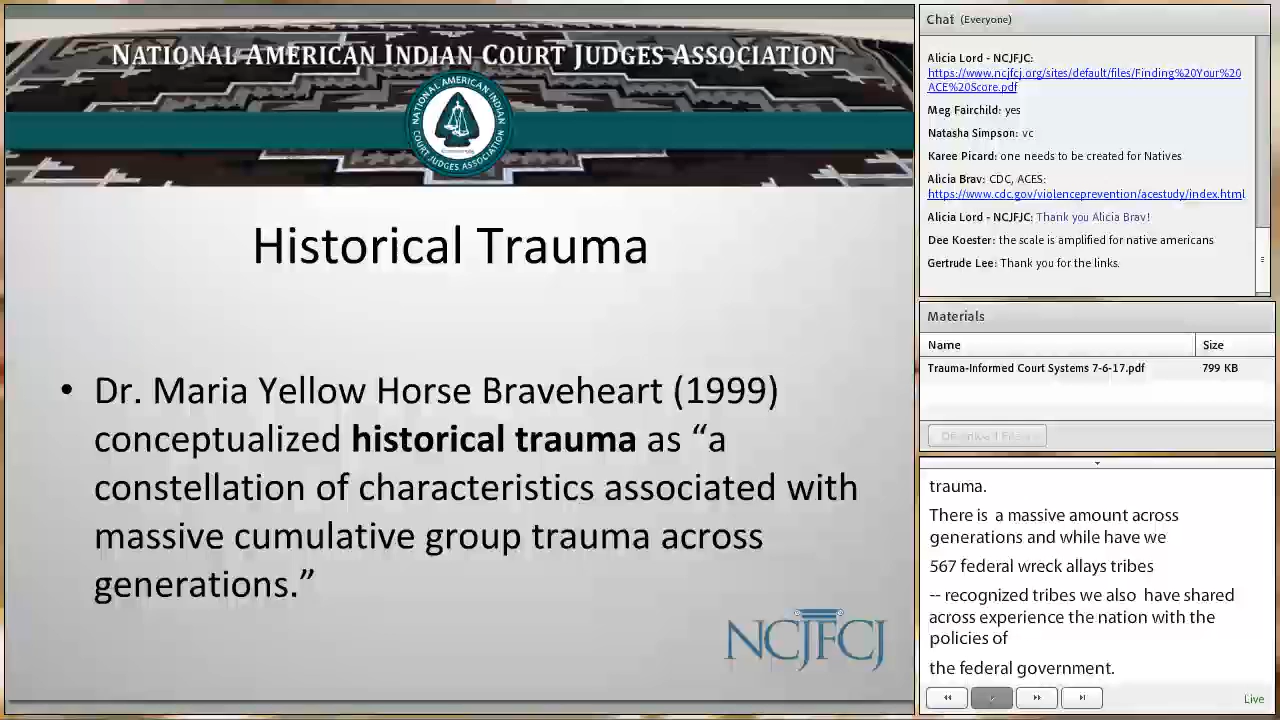 NATIONAL AMERICAN INDIAN COURT JUDGES ASSOCIATION
NATIONAL AMERICAN INDIAN
COURT JUDGES ASSOCIATION
Historical Trauma
• Dr. Maria Yellow Horse Braveheart (1999)
conceptualized historical trauma as “a
constellation of characteristics associated with
massive cumulative group trauma across
generations.”
NCJFCJ
Chat (Everyone)
Alicia Lord - NCJFJC:
https://www.ncjfcj.org/sites/default/files/Finding%20Your%20
ACE%20Score.pdf
Meg Fairchild: yes
Natasha Simpson: vc
Karee Picard: one needs to be created for natives
Alicia Brav: CDC, ACES:
https://www.cdc.gov/violenceprevention/acestudy/index.html
Alicia Lord - NCJFJC: Thank you Alicia Brav!
Dee Koester: the scale is amplified for native americans
Gertrude Lee: Thank you for the links.
Materials
Name Size
Trauma-Informed Court Systems 7-6-17.pdf 799 KB
trauma.
There is a massive amount across
generations and while have we
567 federal wreck allays tribes
-- recognized tribes we also have shared
across experience the nation with the
policies of
the federal government.
Live